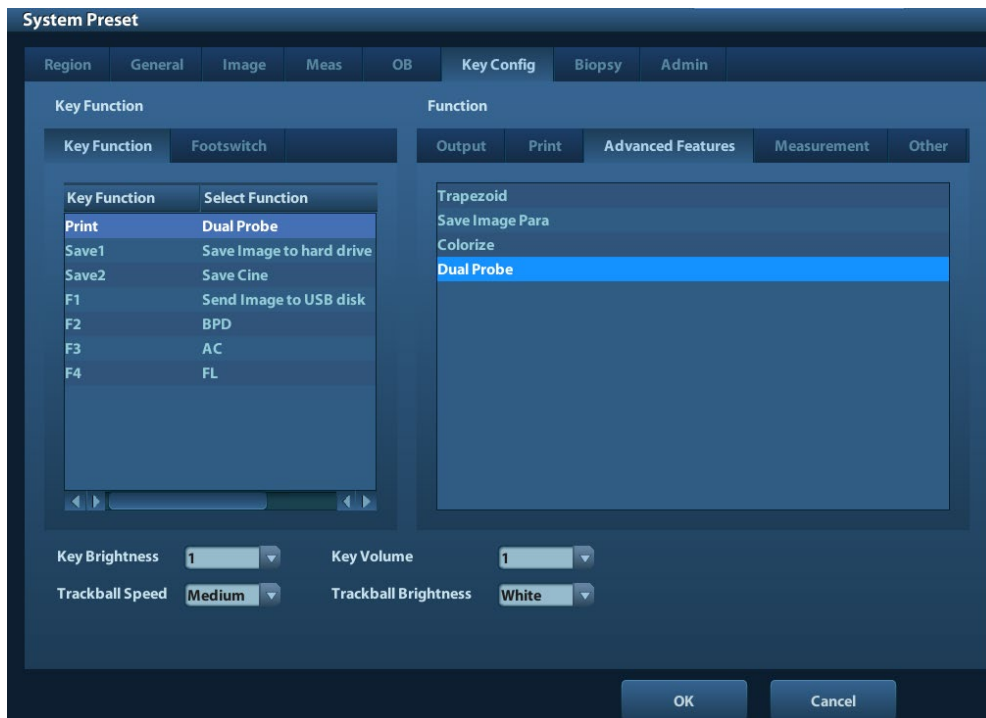 System Preset
Region General Image Meas OB Key Config Biopsy Admin
Key Function Function
Key Function Footswitch Output Print Advanced Features Measurement Other
Key Function Select Function Trapezoid
Print Dual Probe Save Image Para
Save1 Save Image to hard drive Colorize
Save2 Save Cine Dual Probe
F1 Send Image to USB disk
F2 BPD
F3 AC
F4 FL
Key Brightness 1 Key Volume 1
Trackball Speed Medium Trackball Brightness White
OK Cancel